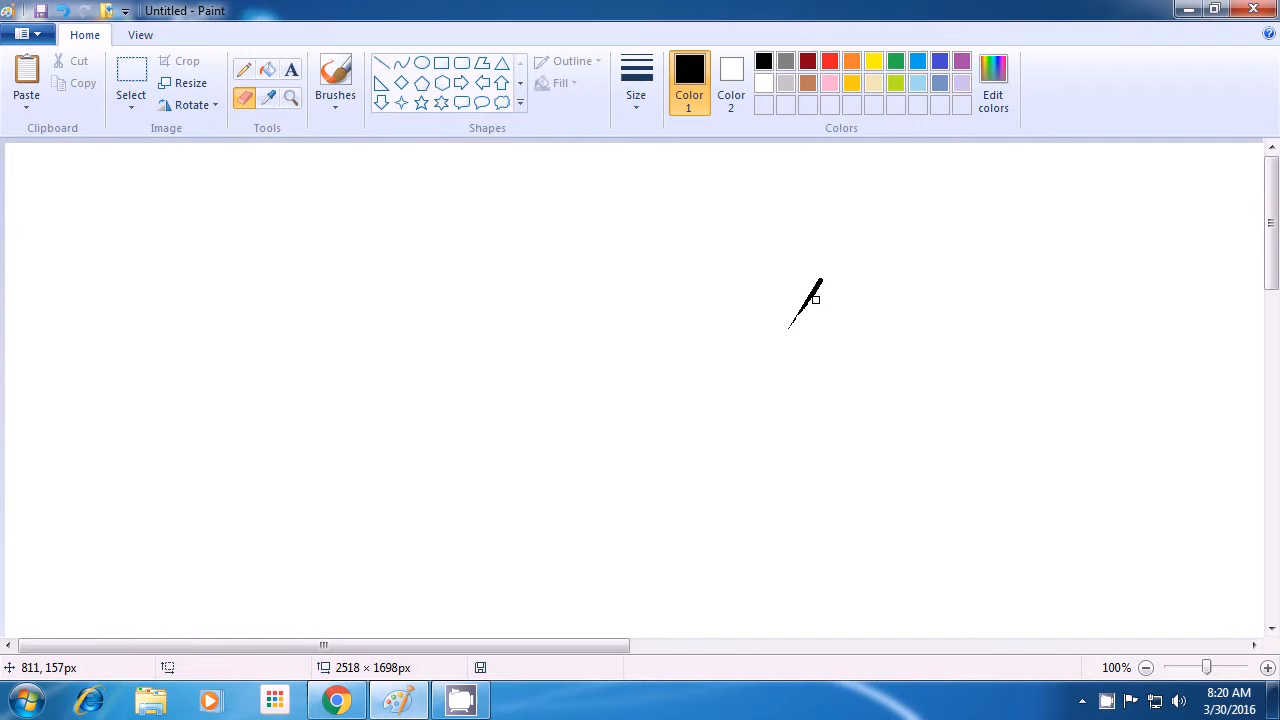 Untitled - Paint
Home View
Paste Cut Copy Select Crop Resize Rotate Brushes Outline Fill Size Color 1 Color 2 Edit colors
Clipboard Image Tools Shapes Colors
811, 157px 2518 × 1698px 100%
8:20 AM
3/30/2016